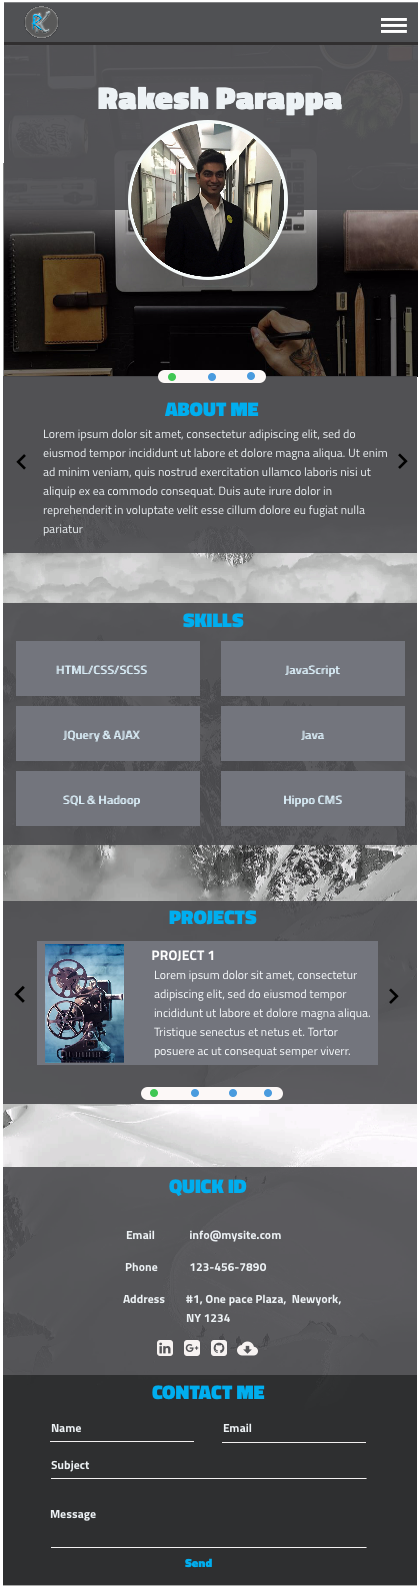 Rakesh Parappa
ABOUT ME
Lorem ipsum dolor sit amet, consectetur adipiscing elit, sed do
eiusmod tempor incididunt ut labore et dolore magna aliqua. Ut enim
ad minim veniam, quis nostrud exercitation ullamco laboris nisi ut
aliquip ex ea commodo consequat. Duis aute irure dolor in
reprehenderit in voluptate velit esse cillum dolore eu fugiat nulla
pariatur
SKILLS
HTML/CSS/SCSS
JavaScript
JQuery & AJAX
Java
SQL & Hadoop
Hippo CMS
PROJECTS
PROJECT 1
Lorem ipsum dolor sit amet, consectetur
adipiscing elit, sed do eiusmod tempor
incididunt ut labore et dolore magna aliqua.
Tristique senectus et netus et. Tortor
posuere ac ut consequat semper viverr.
QUICK ID
Email info@mysite.com
Phone 123-456-7890
Address #1, One pace Plaza, Newyork,
NY 1234
in
G+
CONTACT ME
Name
Email
Subject
Message
Send